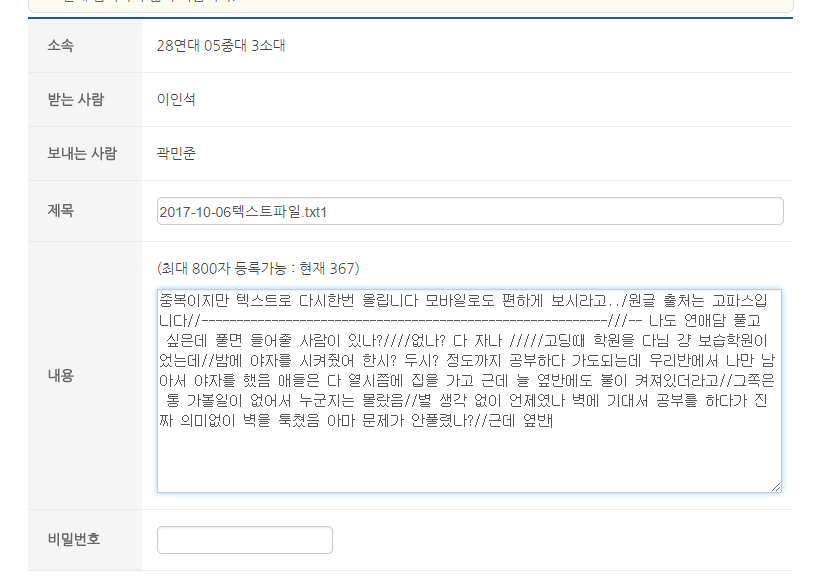 소속
28연대 05중대 3소대
받는 사람
이인석
보내는 사람
곽민준
제목
2017-10-06텍스트파일.txt1
내용
(최대 800자 등록가능 : 현재 367)
중복이지만 텍스트로 다시한번 올립니다 모바일로도 편하게 보시라고../원글 출처는 고파스입
니다//----------------------------------------------------------///-- 나도 연애담 풀고
싶은데 풀면 들어줄 사람이 있나?////없나? 다 자나 /////고딩때 학원을 다님 걍 보습학원이
었는데//밤에 야자를 시켜줬어 한시? 두시? 정도까지 공부하다 가도되는데 우리반에서 나만 남
아서 야자를 했음 애들은 다 열시쯤에 집을 가고 근데 늘 옆반에도 불이 켜져있더라고//그쪽은
통 가볼일이 없어서 누군지는 몰랐음//별 생각 없이 언제였나 벽에 기대서 공부를 하다가 진
짜 의미없이 벽을 툭쳤음 아마 문제가 안풀렸나?//근데 옆반
비밀번호